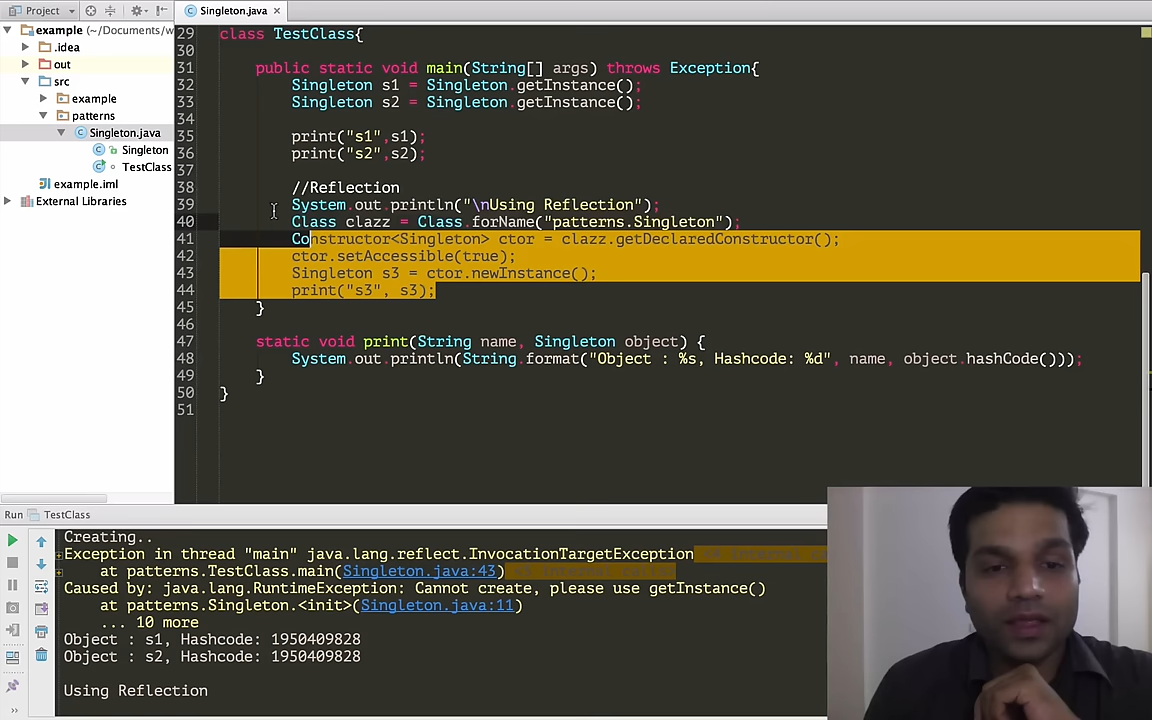 Project
Singleton.java
example (~/Documents/w
.idea
out
src
example
patterns
Singleton.java
Singleton
TestClass
example.iml
External Libraries
29 class TestClass{
30
31 public static void main(String[] args) throws Exception{
32 Singleton s1 = Singleton.getInstance();
33 Singleton s2 = Singleton.getInstance();
34
35 print("s1",s1);
36 print("s2",s2);
37
38 //Reflection
39 System.out.println("\nUsing Reflection");
40 Class clazz = Class.forName("patterns.Singleton");
41 Constructor<Singleton> ctor = clazz.getDeclaredConstructor();
42 ctor.setAccessible(true);
43 Singleton s3 = ctor.newInstance();
44 print("s3", s3);
45 }
46
47 static void print(String name, Singleton object) {
48 System.out.println(String.format("Object : %s, Hashcode: %d", name, object.hashCode()));
49 }
50 }
51
Run TestClass
Creating..
Exception in thread "main" java.lang.reflect.InvocationTargetException
at patterns.TestClass.main(Singleton.java:43)
Caused by: java.lang.RuntimeException: Cannot create, please use getInstance()
at patterns.Singleton.<init>(Singleton.java:11)
... 10 more
Object : s1, Hashcode: 1950409828
Object : s2, Hashcode: 1950409828
Using Reflection